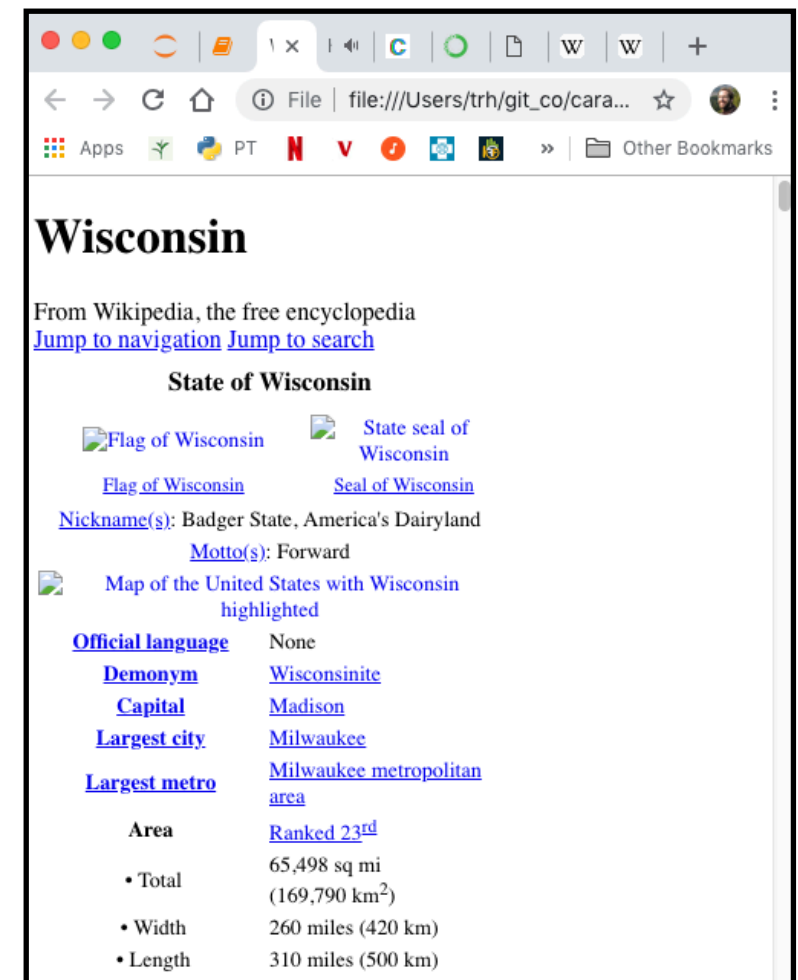 File | file:///Users/trh/git_co/cara...
Apps PT N V » Other Bookmarks
Wisconsin
From Wikipedia, the free encyclopedia
Jump to navigation Jump to search
State of Wisconsin
Flag of Wisconsin State seal of
Wisconsin
Flag of Wisconsin Seal of Wisconsin
Nickname(s): Badger State, America's Dairyland
Motto(s): Forward
Map of the United States with Wisconsin
highlighted
Official language None
Demonym Wisconsinite
Capital Madison
Largest city Milwaukee
Largest metro Milwaukee metropolitan
area
Area Ranked 23rd
• Total 65,498 sq mi
(169,790 km2)
• Width 260 miles (420 km)
• Length 310 miles (500 km)